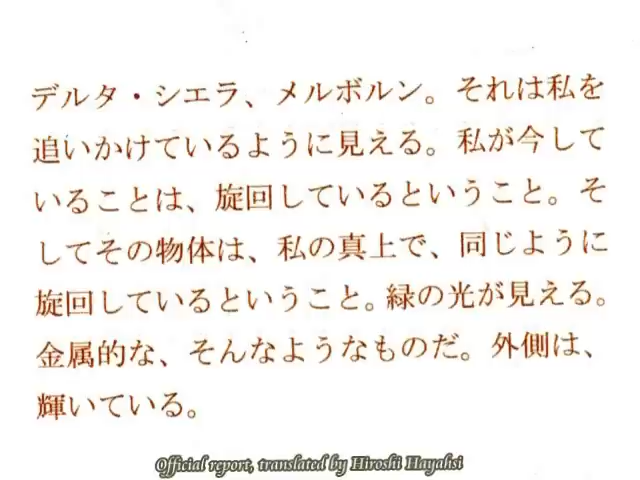 デルタ・シエラ、メルボルン。それは私を
追いかけているように見える。私が今して
いることは、旋回しているということ。そ
してその物体は、私の真上で、同じように
旋回しているということ。緑の光が見える。
金属的な、そんなようなものだ。外側は、
輝いている。
Official report, translated by Hiroshi Hayahsi